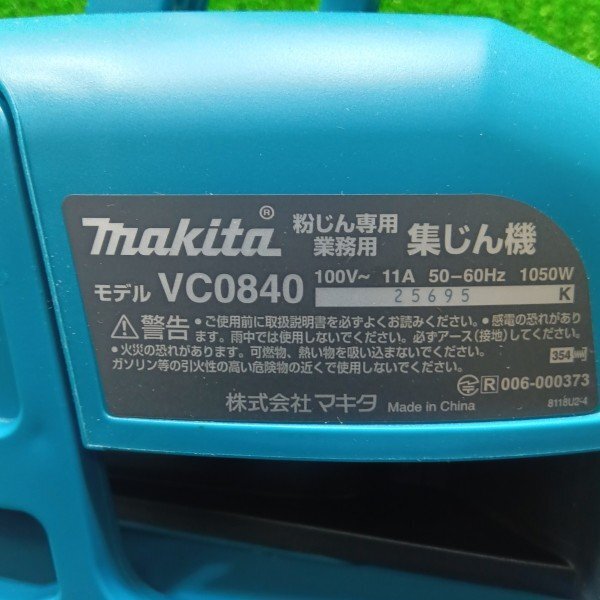 makita® 粉じん専用 業務用 集じん機
モデル VC0840 100V~ 11A 50-60Hz 1050W
25695 K
⚠警告 ・ご使用前に取扱説明書を必ずよくお読みください。・感電の恐れがあり
ます。雨中では使用しないでください。必ずアース(接地)してください。
・火災の恐れがあります。可燃物、熱い物を吸い込まないでください。
ガソリン等の引火性の高い危険物の近くで使用しないでください。
354
R 006-000373
株式会社 マキタ Made in China
8118U2-4